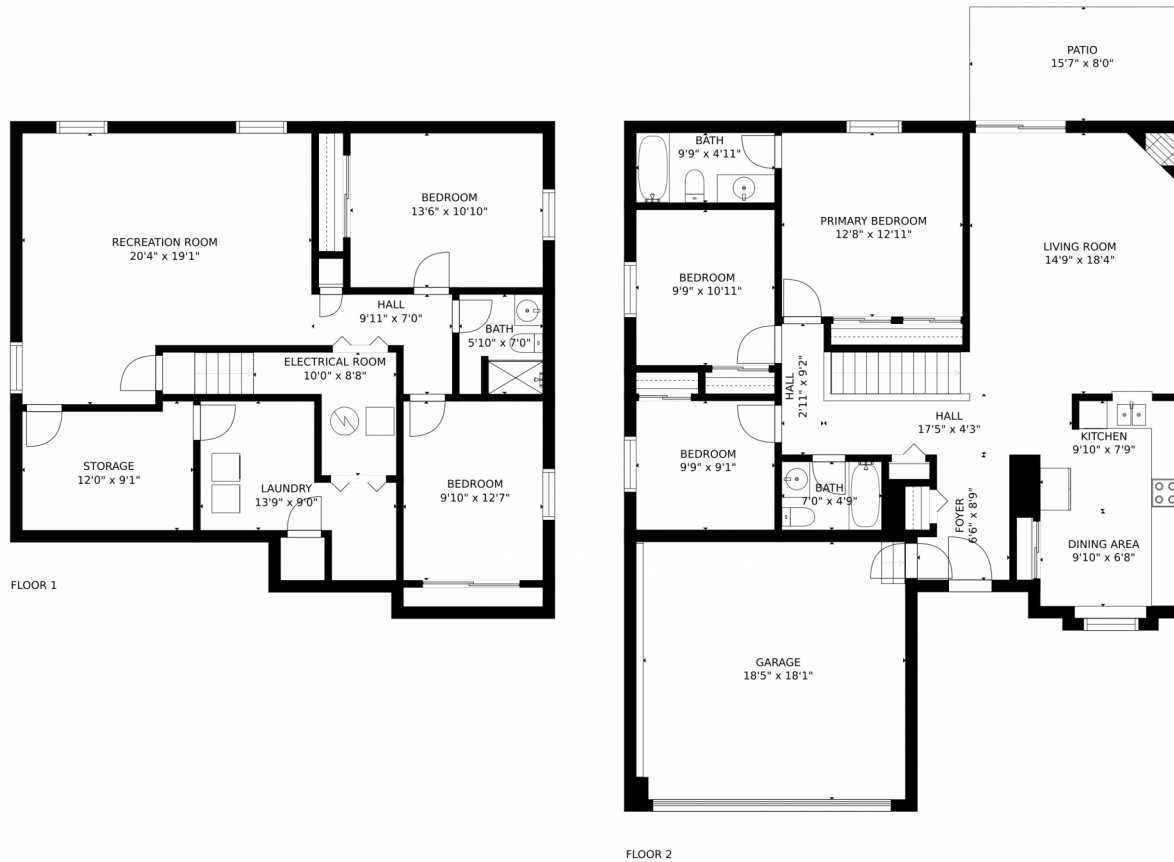 PATIO
15'7" x 8'0"
RECREATION ROOM
20'4" x 19'1"
BEDROOM
13'6" x 10'10"
HALL
9'11" x 7'0"
BATH
5'10" x 7'0"
ELECTRICAL ROOM
10'0" x 8'8"
STORAGE
12'0" x 9'1"
LAUNDRY
13'9" x 9'0"
BEDROOM
9'10" x 12'7"
FLOOR 1
BATH
9'9" x 4'11"
PRIMARY BEDROOM
12'8" x 12'11"
LIVING ROOM
14'9" x 18'4"
BEDROOM
9'9" x 10'11"
HALL
2'11" x 9'2"
HALL
17'5" x 4'3"
KITCHEN
9'10" x 7'9"
BEDROOM
9'9" x 9'1"
BATH
7'0" x 4'9"
FOYER
6'6" x 8'9"
DINING AREA
9'10" x 6'8"
GARAGE
18'5" x 18'1"
FLOOR 2